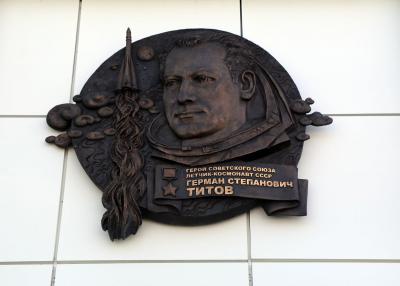 ГЕРОЙ СОВЕТСКОГО СОЮЗА
ЛЕТЧИК-КОСМОНАВТ СССР
ГЕРМАН СТЕПАНОВИЧ
ТИТОВ